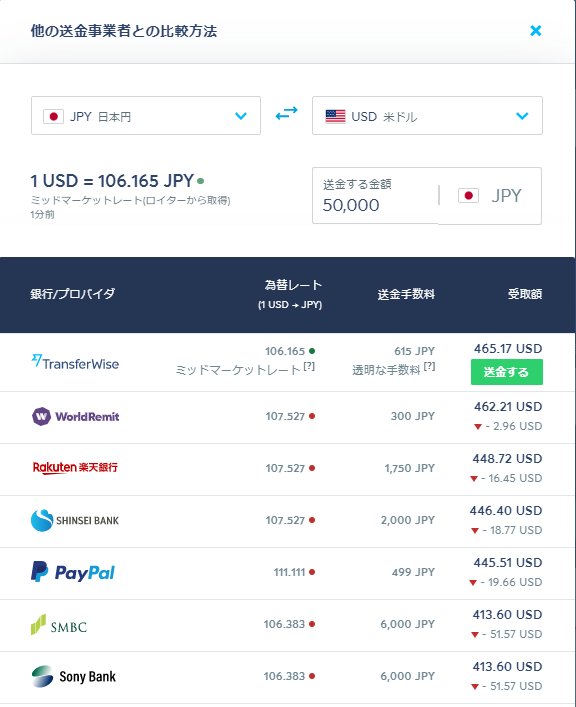 他の送金事業者との比較方法
JPY 日本円
USD 米ドル
1 USD = 106.165 JPY
ミッドマーケットレート(ロイターから取得)
1分前
送金する金額
50,000
JPY
銀行/プロバイダ
為替レート
(1 USD → JPY)
送金手数料
受取額
TransferWise
106.165
ミッドマーケットレート [?]
615 JPY
透明な手数料 [?]
465.17 USD
送金する
WorldRemit
107.527
300 JPY
462.21 USD
- 2.96 USD
Rakuten 楽天銀行
107.527
1,750 JPY
448.72 USD
- 16.45 USD
SHINSEI BANK
107.527
2,000 JPY
446.40 USD
- 18.77 USD
PayPal
111.111
499 JPY
445.51 USD
- 19.66 USD
SMBC
106.383
6,000 JPY
413.60 USD
- 51.57 USD
Sony Bank
106.383
6,000 JPY
413.60 USD
- 51.57 USD